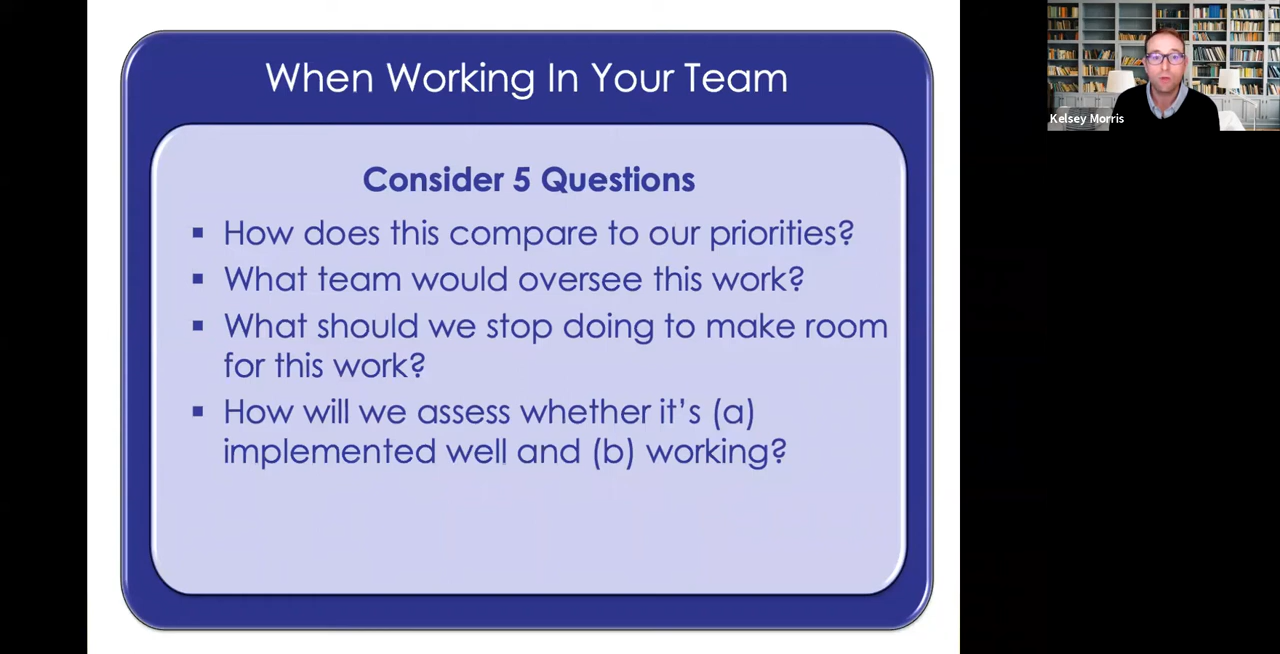 When Working In Your Team
Consider 5 Questions
▪ How does this compare to our priorities?
▪ What team would oversee this work?
▪ What should we stop doing to make room
for this work?
▪ How will we assess whether it’s (a)
implemented well and (b) working?
Kelsey Morris